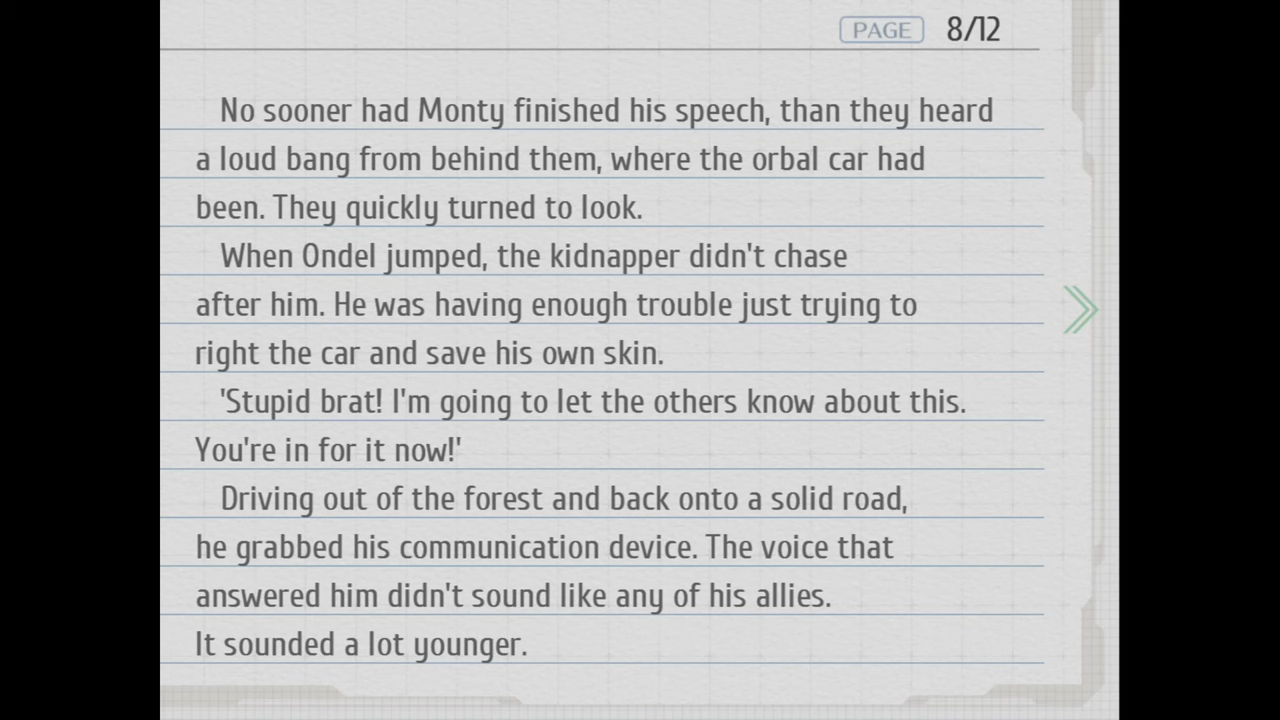 PAGE 8/12
No sooner had Monty finished his speech, than they heard
a loud bang from behind them, where the orbal car had
been. They quickly turned to look.
When Ondel jumped, the kidnapper didn't chase
after him. He was having enough trouble just trying to
right the car and save his own skin.
'Stupid brat! I'm going to let the others know about this.
You're in for it now!'
Driving out of the forest and back onto a solid road,
he grabbed his communication device. The voice that
answered him didn't sound like any of his allies.
It sounded a lot younger.